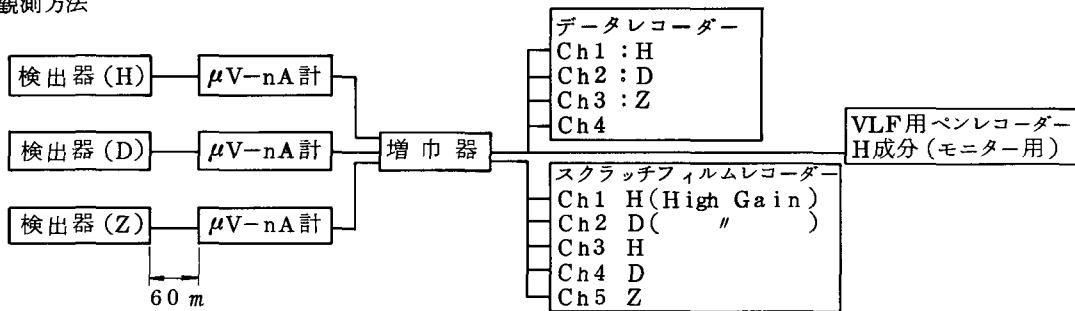 観測方法
検出器(H)
μV−nA計
検出器(D)
μV−nA計
検出器(Z)
μV−nA計
60 m
増巾器
データレコーダー
Ch1:H
Ch2:D
Ch3:Z
Ch4
スクラッチフィルムレコーダー
Ch1 H(High Gain)
Ch2 D( 〃 )
Ch3 H
Ch4 D
Ch5 Z
VLF用ペンレコーダー
H成分(モニター用)